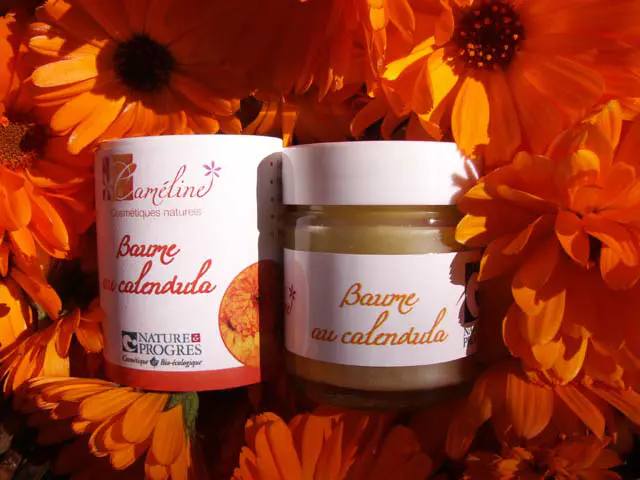 Caméline*
Cosmétiques naturels
Baume
au calendula
NATURE &
PROGRES
Cosmétique & Bio-écologique
Baume
au calendula